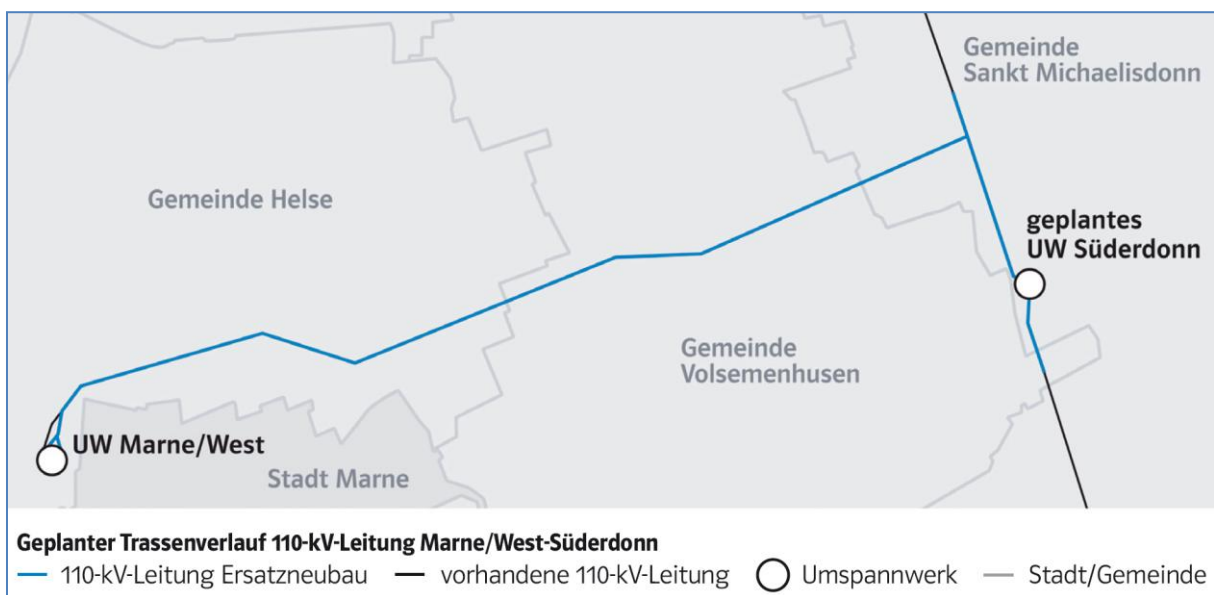 Gemeinde
Sankt Michaelisdonn
Gemeinde Helse
geplantes
UW Süderdonn
Gemeinde
Volsemenhusen
UW Marne/West
Stadt Marne
Geplanter Trassenverlauf 110-kV-Leitung Marne/West-Süderdonn
110-kV-Leitung Ersatzneubau vorhandene 110-kV-Leitung Umspannwerk Stadt/Gemeinde